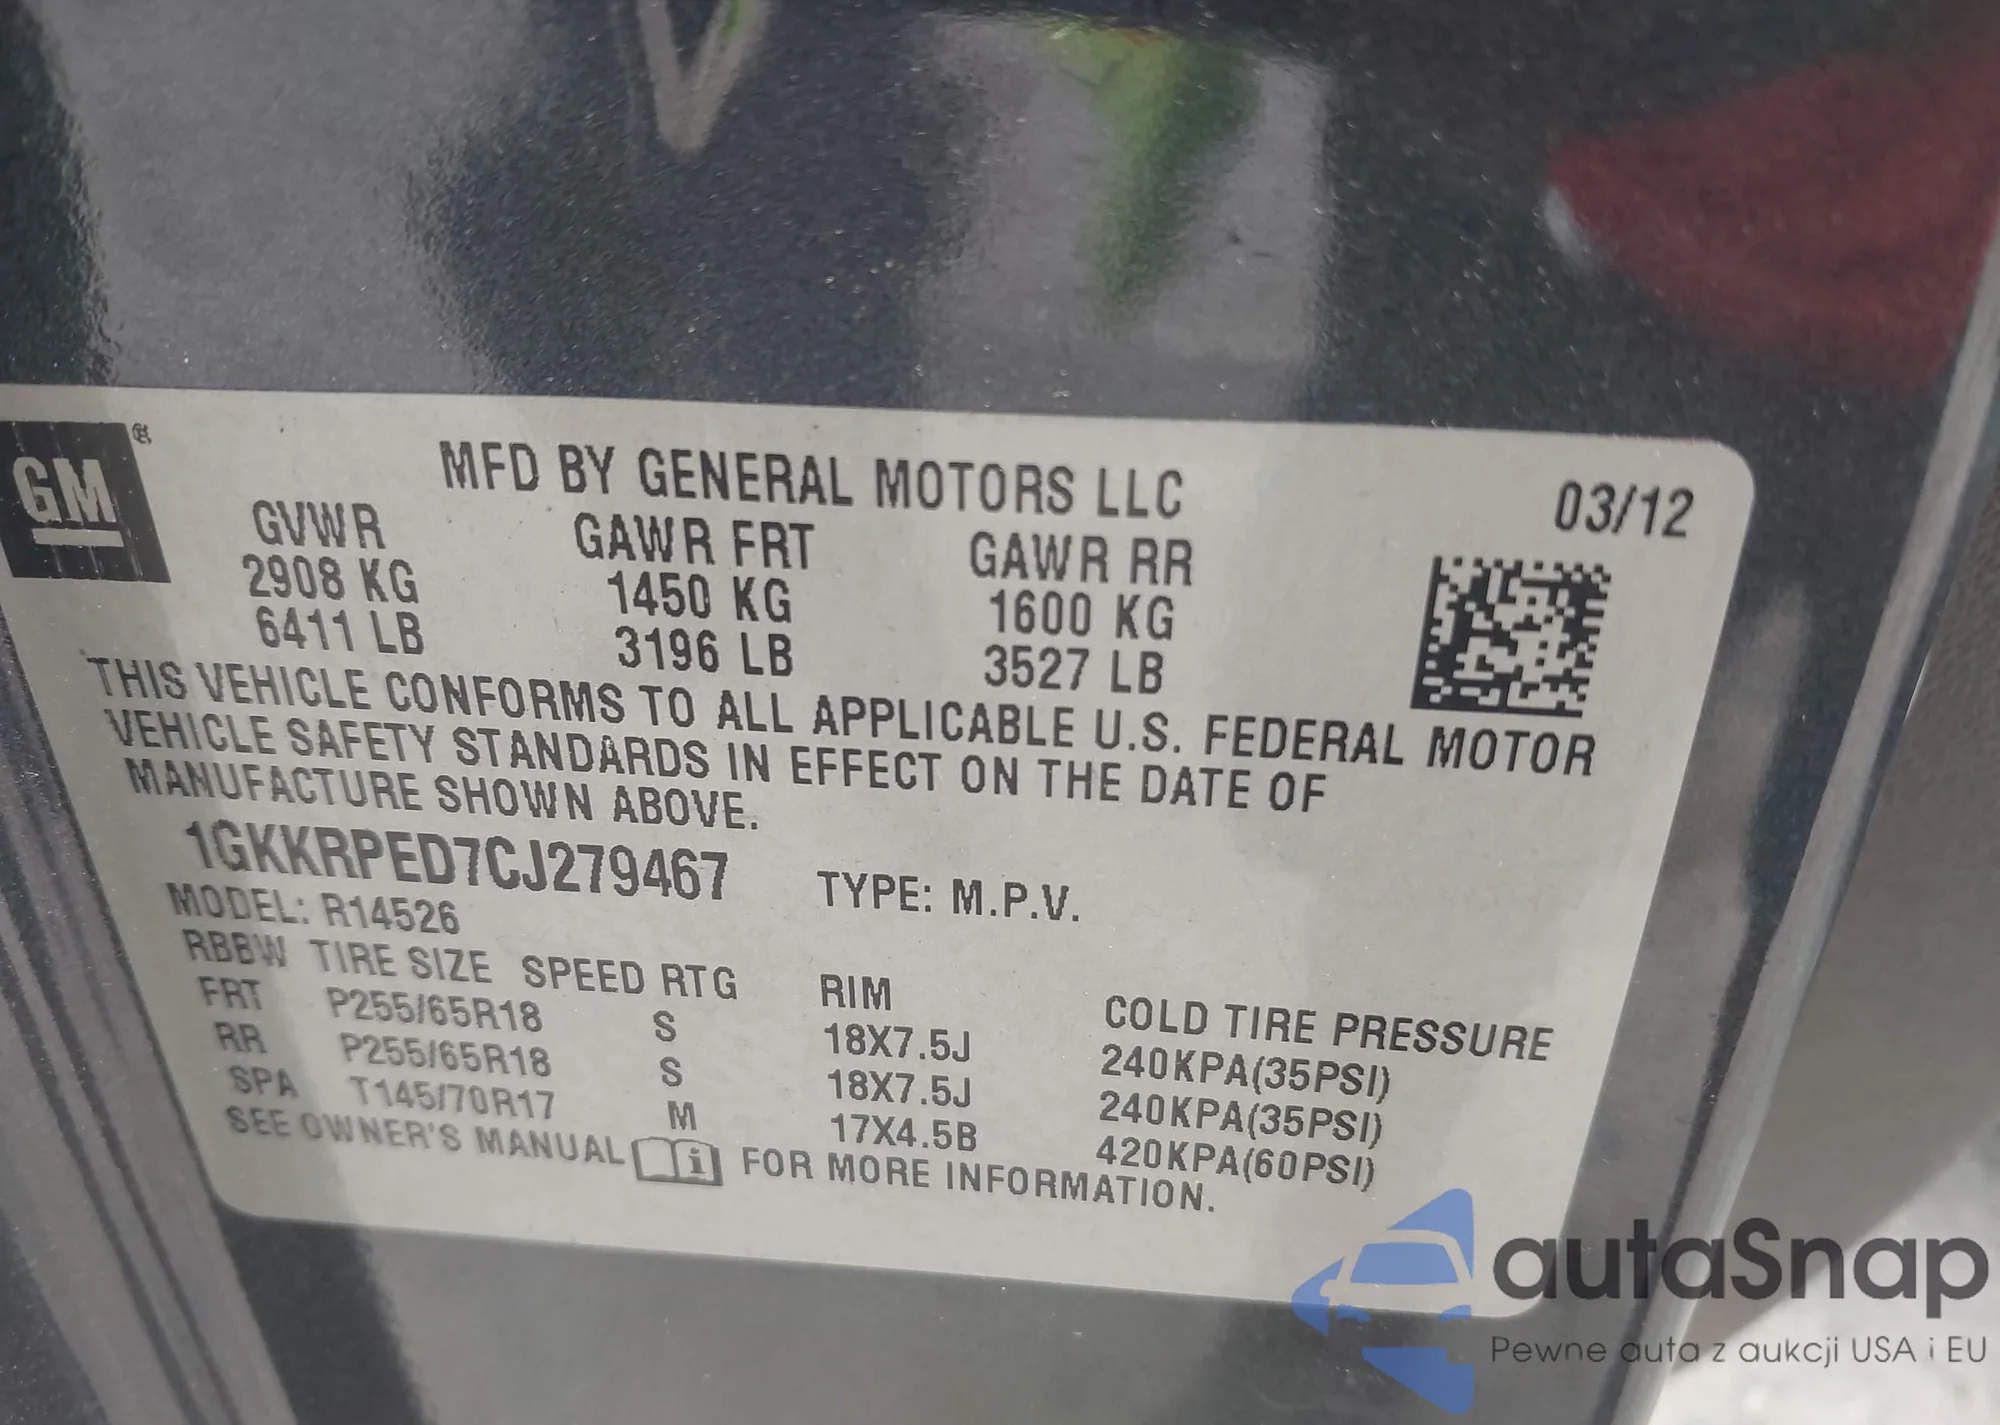 GM®
MFD BY GENERAL MOTORS LLC 03/12
GVWR GAWR FRT GAWR RR
2908 KG 1450 KG 1600 KG
6411 LB 3196 LB 3527 LB
THIS VEHICLE CONFORMS TO ALL APPLICABLE U.S. FEDERAL MOTOR
VEHICLE SAFETY STANDARDS IN EFFECT ON THE DATE OF
MANUFACTURE SHOWN ABOVE.
1GKKRPED7CJ279467 TYPE: M.P.V.
MODEL: R14526
RBBW TIRE SIZE SPEED RTG RIM COLD TIRE PRESSURE
FRT P255/65R18 S 18X7.5J 240KPA(35PSI)
RR P255/65R18 S 18X7.5J 240KPA(35PSI)
SPA T145/70R17 M 17X4.5B 420KPA(60PSI)
SEE OWNER'S MANUAL i FOR MORE INFORMATION.
autaSnap
Pewne auta z aukcji USA i EU